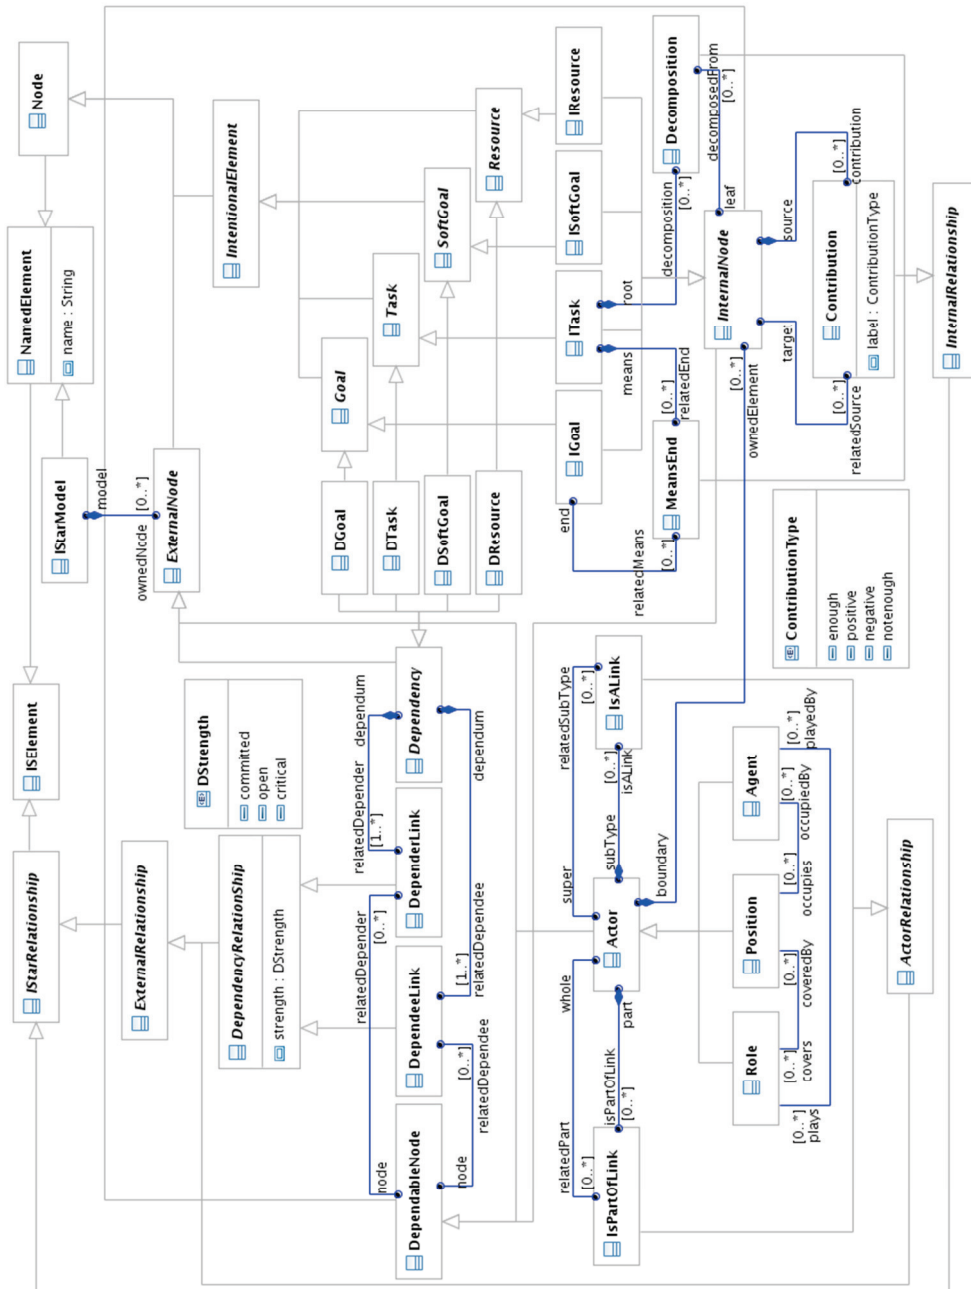 IStarRelationship
ISElement
NamedElement
name : String
Node
ExternalRelationship
IStarModel
model
ownedNode
[0..*]
ExternalNode
IntentionalElement
DependencyRelationShip
strength : DStrength
DStrength
committed
open
critical
DependableNode
DependeeLink
DependerLink
Dependency
node
relatedDepender
[0..*]
relatedDepender
[1..*]
dependum
node
[0..*]
relatedDependee
[1..*]
relatedDependee
dependum
DGoal
DTask
DSoftGoal
DResource
Goal
Task
SoftGoal
Resource
IGoal
ITask
ISoftGoal
IResource
end
means
root
relatedMeans
[0..*]
MeansEnd
[0..*]
relatedEnd
decomposition
[0..*]
Decomposition
decomposedFrom
[0..*]
leaf
InternalNode
[0..*]
ownedElement
target
source
[0..*]
relatedSource
[0..*]
contribution
Contribution
label : ContributionType
InternalRelationship
IsPartOfLink
relatedPart
[0..*]
isPartOfLink
[0..*]
whole
part
Actor
super
subType
boundary
relatedSubType
[0..*]
IsALink
[0..*]
isALink
Role
Position
Agent
[0..*]
plays
[0..*]
covers
[0..*]
coveredBy
[0..*]
occupies
[0..*]
occupiedBy
[0..*]
playedBy
ContributionType
enough
positive
negative
notenough
ActorRelationship